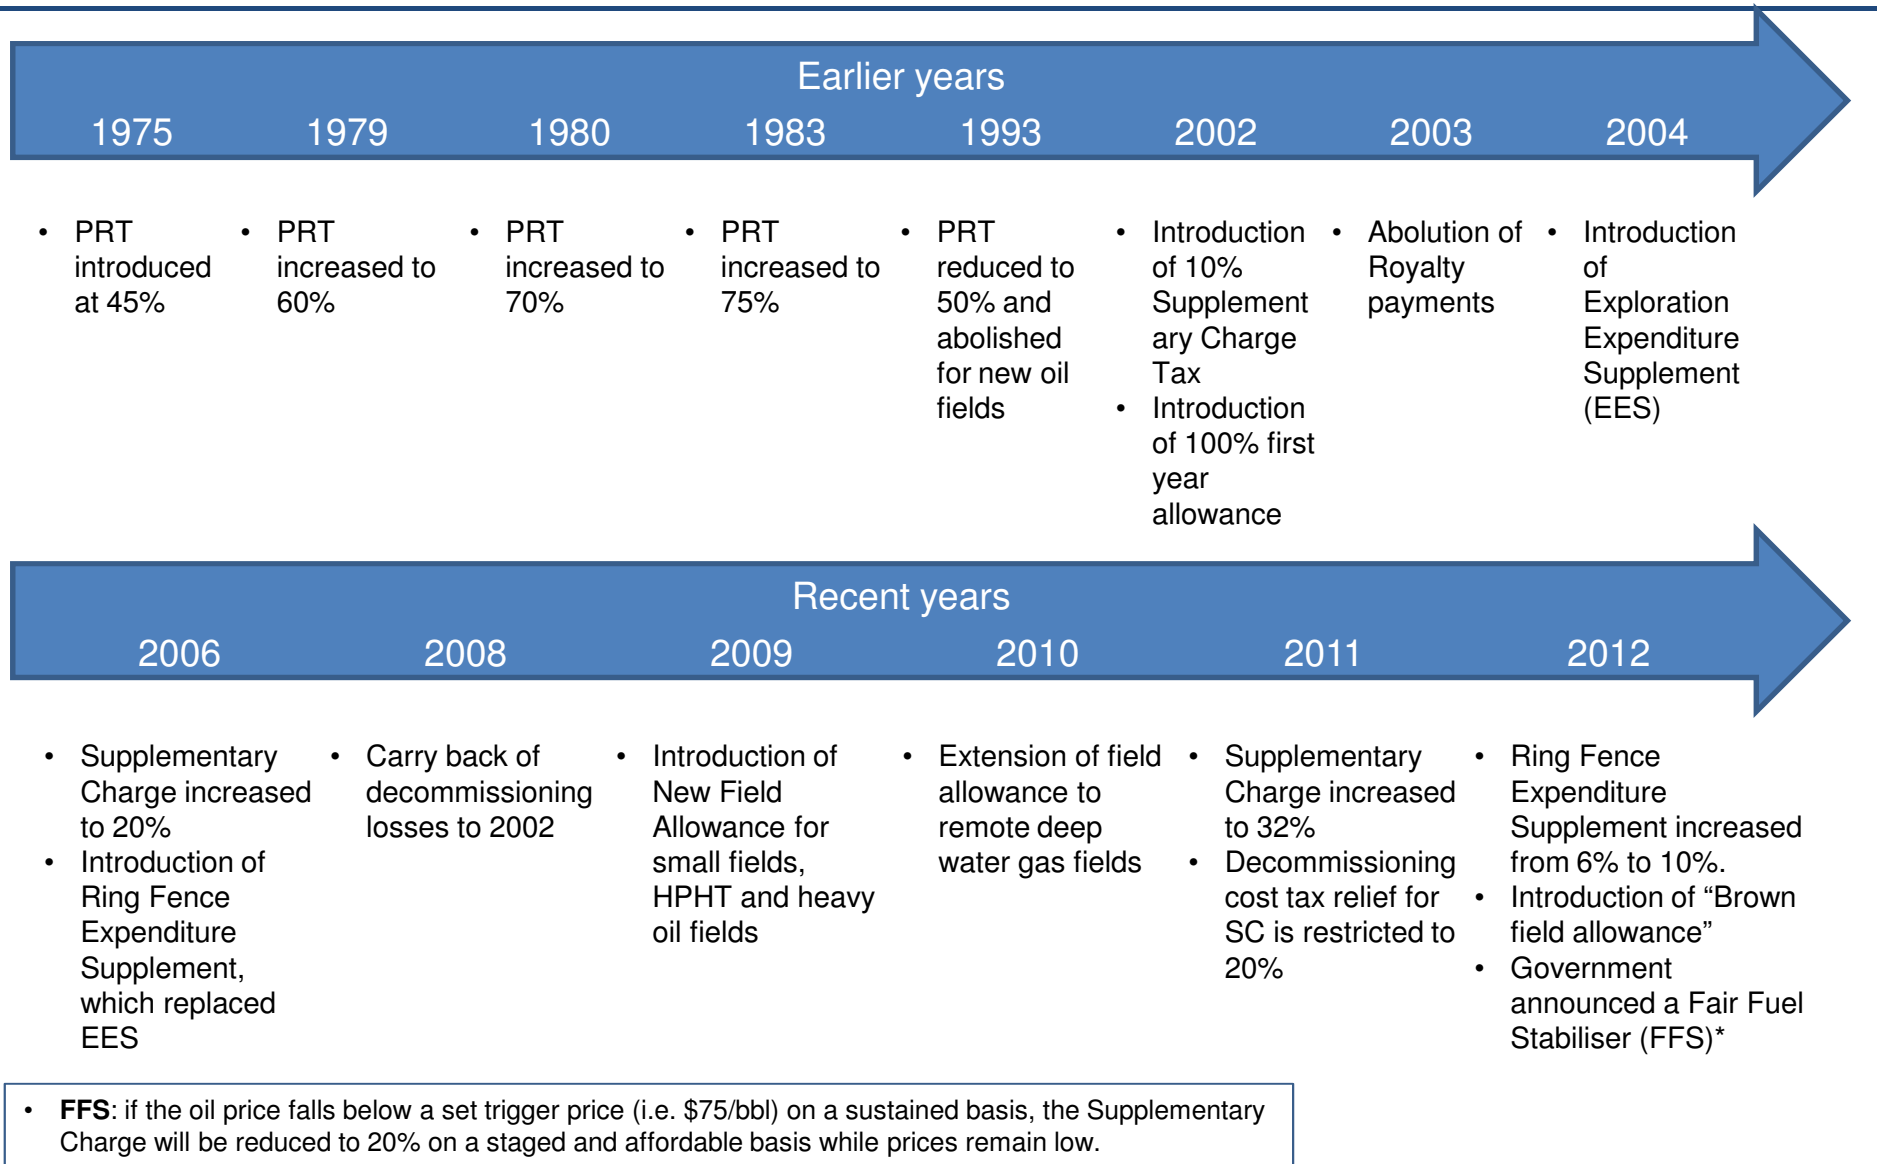 Earlier years
1975 1979 1980 1983 1993 2002 2003 2004
• PRT
introduced
at 45%
• PRT
increased to
60%
• PRT
increased to
70%
• PRT
increased to
75%
• PRT
reduced to
50% and
abolished
for new oil
fields
• Introduction
of 10%
Supplement
ary Charge
Tax
• Introduction
of 100% first
year
allowance
• Abolution of
Royalty
payments
• Introduction
of
Exploration
Expenditure
Supplement
(EES)
Recent years
2006 2008 2009 2010 2011 2012
• Supplementary
Charge increased
to 20%
• Introduction of
Ring Fence
Expenditure
Supplement,
which replaced
EES
• Carry back of
decommissioning
losses to 2002
• Introduction of
New Field
Allowance for
small fields,
HPHT and heavy
oil fields
• Extension of field
allowance to
remote deep
water gas fields
• Supplementary
Charge increased
to 32%
• Decommissioning
cost tax relief for
SC is restricted to
20%
• Ring Fence
Expenditure
Supplement increased
from 6% to 10%.
• Introduction of “Brown
field allowance”
• Government
announced a Fair Fuel
Stabiliser (FFS)*
• FFS: if the oil price falls below a set trigger price (i.e. $75/bbl) on a sustained basis, the Supplementary
Charge will be reduced to 20% on a staged and affordable basis while prices remain low.